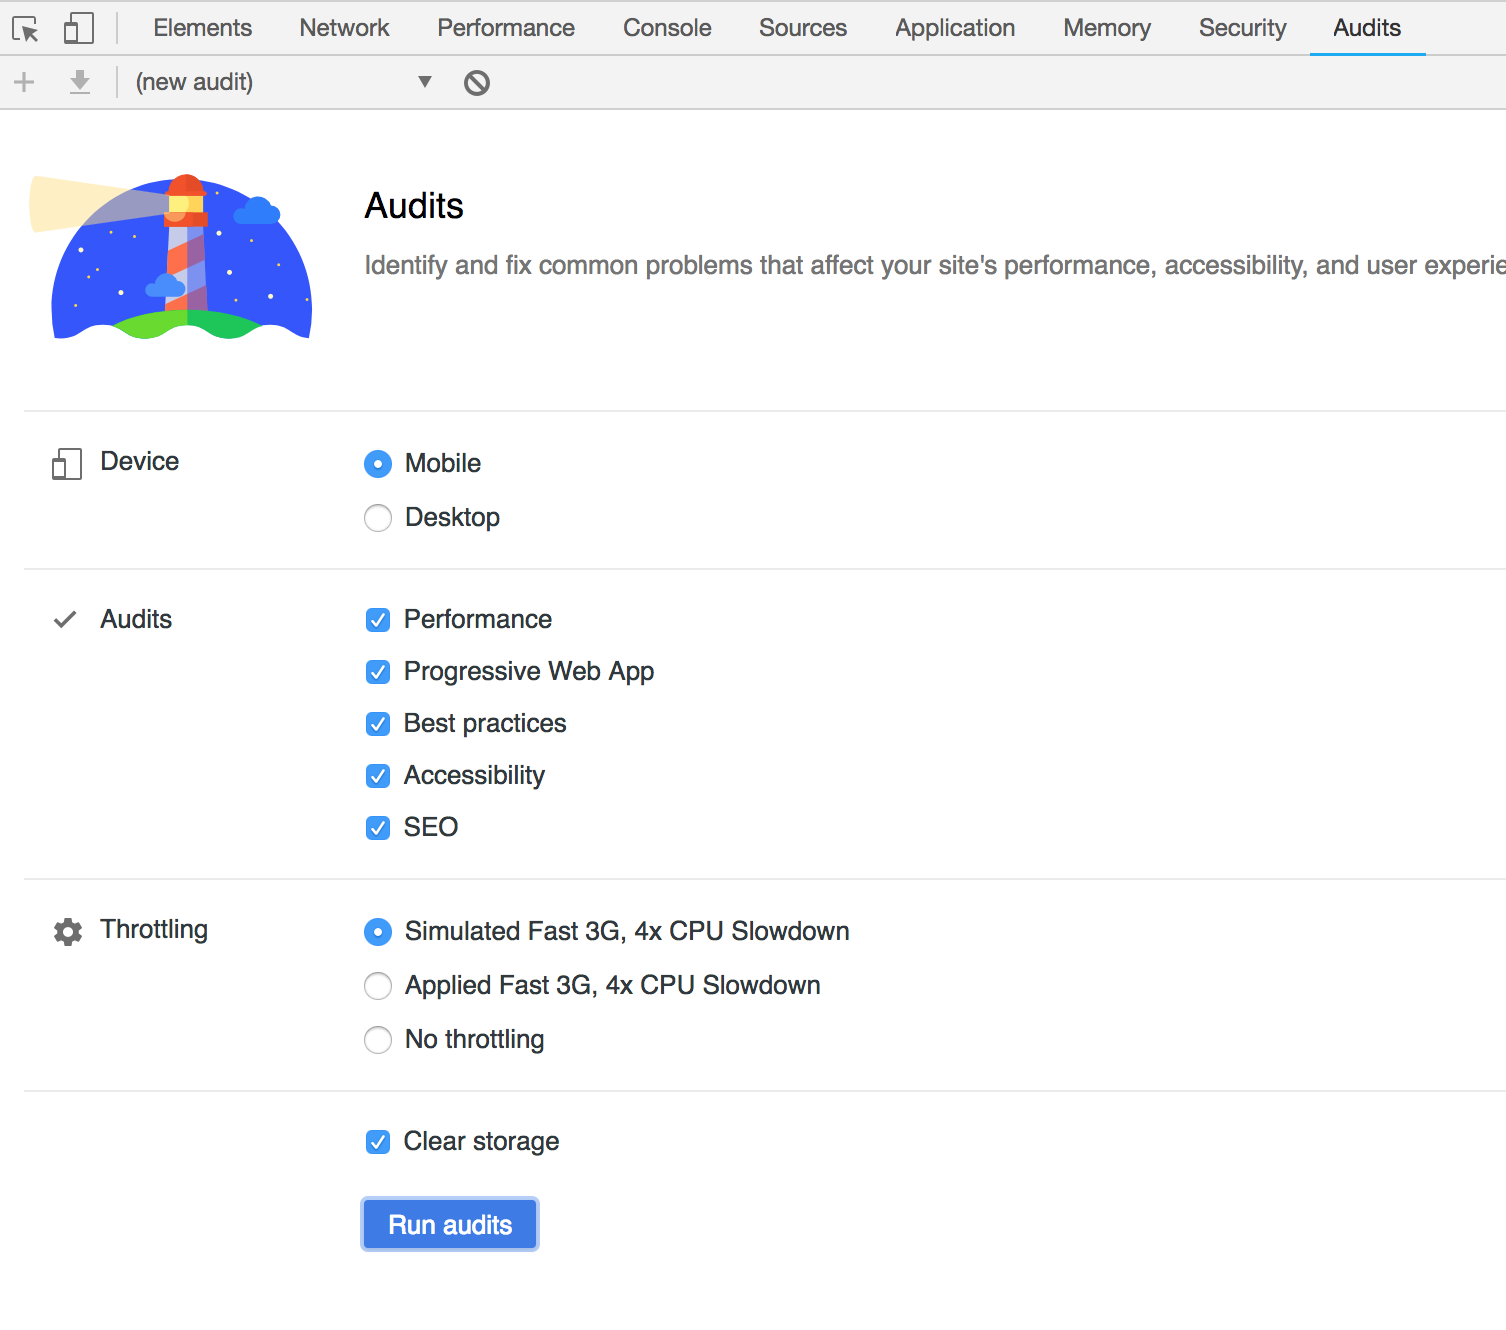 Elements Network Performance Console Sources Application Memory Security Audits
(new audit)
Audits
Identify and fix common problems that affect your site's performance, accessibility, and user
Device
Mobile
Desktop
Audits
Performance
Progressive Web App
Best practices
Accessibility
SEO
Throttling
Simulated Fast 3G, 4x CPU Slowdown
Applied Fast 3G, 4x CPU Slowdown
No throttling
Clear storage
Run audits